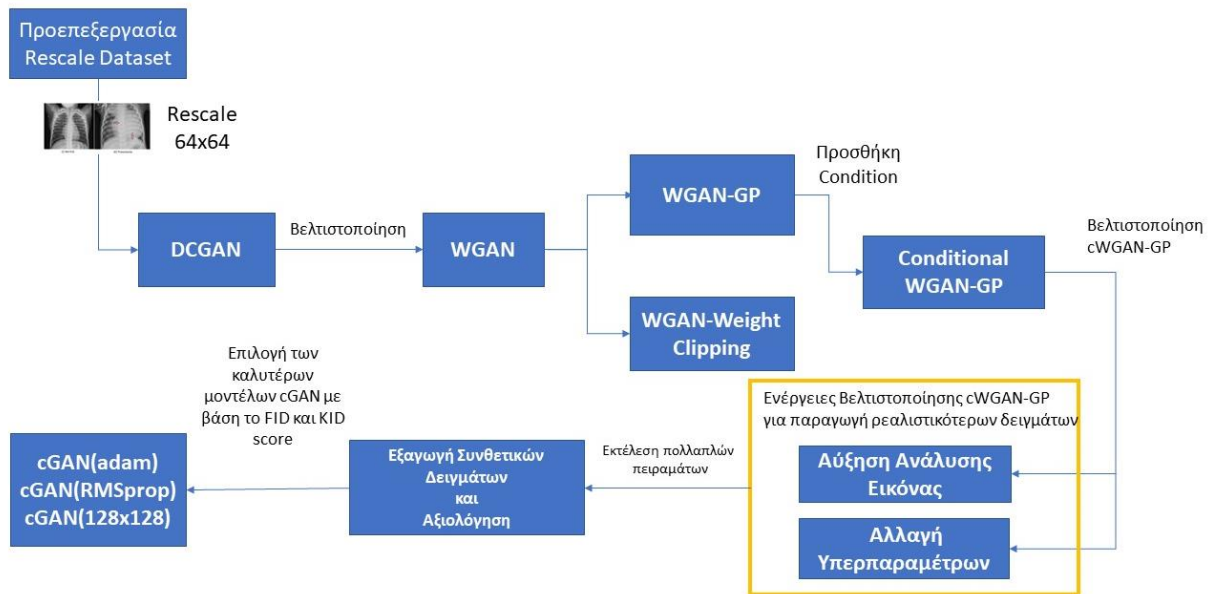 Προεπεξεργασία
Rescale Dataset
Rescale
64x64
DCGAN
Βελτιστοποίηση
WGAN
WGAN-GP
WGAN-Weight
Clipping
Προσθήκη
Condition
Conditional
WGAN-GP
Βελτιστοποίηση
cWGAN-GP
Ενέργειες Βελτιστοποίησης cWGAN-GP
για παραγωγή ρεαλιστικότερων δειγμάτων
Αύξηση Ανάλυσης
Εικόνας
Αλλαγή
Υπερπαραμέτρων
Εκτέλεση πολλαπλών
πειραμάτων
Εξαγωγή Συνθετικών
Δειγμάτων
και
Αξιολόγηση
Επιλογή των
καλυτέρων
μοντέλων cGAN με
βάση το FID και KID
score
cGAN(adam)
cGAN(RMSprop)
cGAN(128x128)